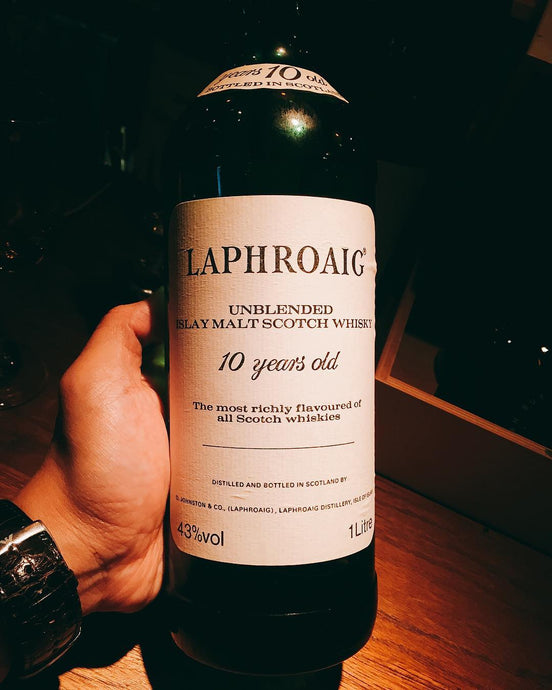 years 10 old
BOTTLED IN SCOTLAND
LAPHROAIG®
UNBLENDED
ISLAY MALT SCOTCH WHISKY
10 years old
The most richly flavoured of
all Scotch whiskies
DISTILLED AND BOTTLED IN SCOTLAND BY
D. JOHNSTON & CO., (LAPHROAIG), LAPHROAIG DISTILLERY, ISLE OF ISLAY
43%vol
1 Litre